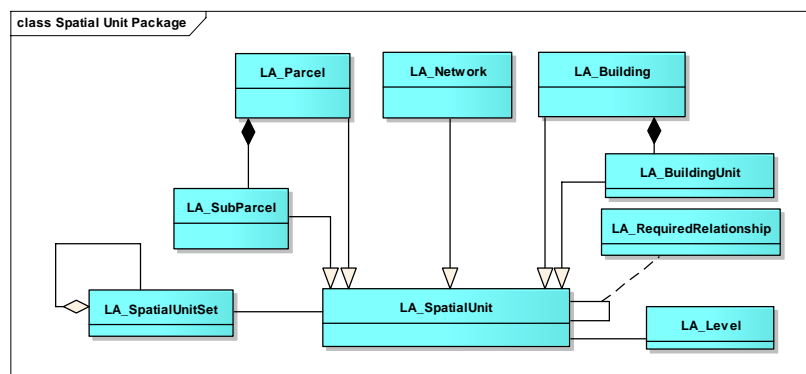 class Spatial Unit Package
LA_Parcel
LA_Network
LA_Building
LA_BuildingUnit
LA_SubParcel
LA_RequiredRelationship
LA_SpatialUnitSet
LA_SpatialUnit
LA_Level